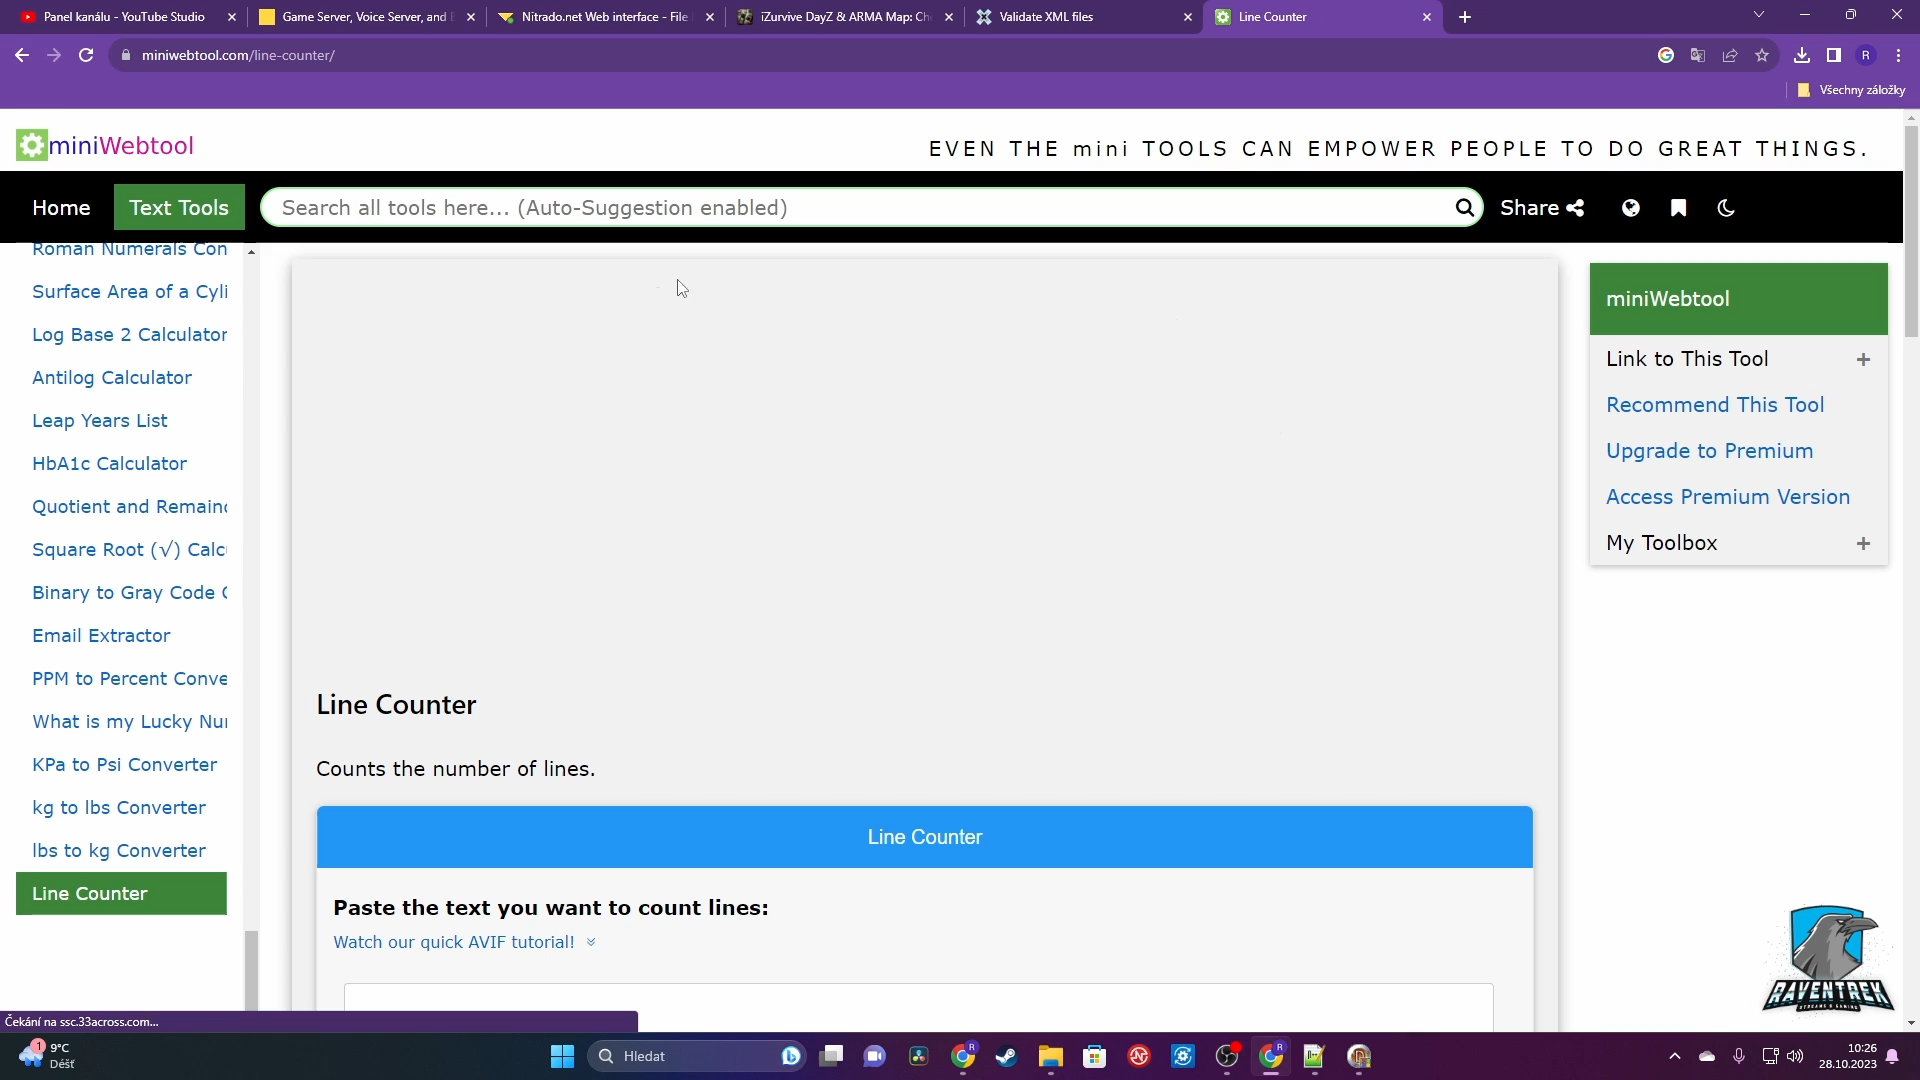 Panel kanálu - YouTube Studio
Game Server, Voice Server, and
Nitrado.net Web interface - File
iZurvive DayZ & ARMA Map: Ch
Validate XML files
Line Counter
miniwebtool.com/line-counter/
R
Všechny záložky
miniWebtool
EVEN THE mini TOOLS CAN EMPOWER PEOPLE TO DO GREAT THINGS.
Home
Text Tools
Search all tools here... (Auto-Suggestion enabled)
Share
Roman Numerals Con
Surface Area of a Cyli
Log Base 2 Calculator
Antilog Calculator
Leap Years List
HbA1c Calculator
Quotient and Remain
Square Root (√) Calc
Binary to Gray Code
Email Extractor
PPM to Percent Conve
What is my Lucky Nu
KPa to Psi Converter
kg to lbs Converter
lbs to kg Converter
Line Counter
Line Counter
Counts the number of lines.
Line Counter
Paste the text you want to count lines:
Watch our quick AVIF tutorial!
miniWebtool
Link to This Tool +
Recommend This Tool
Upgrade to Premium
Access Premium Version
My Toolbox +
RAVENTREK
Čekání na ssc.33across.com...
1
9°C
Déšť
Hledat
10:26
28.10.2023